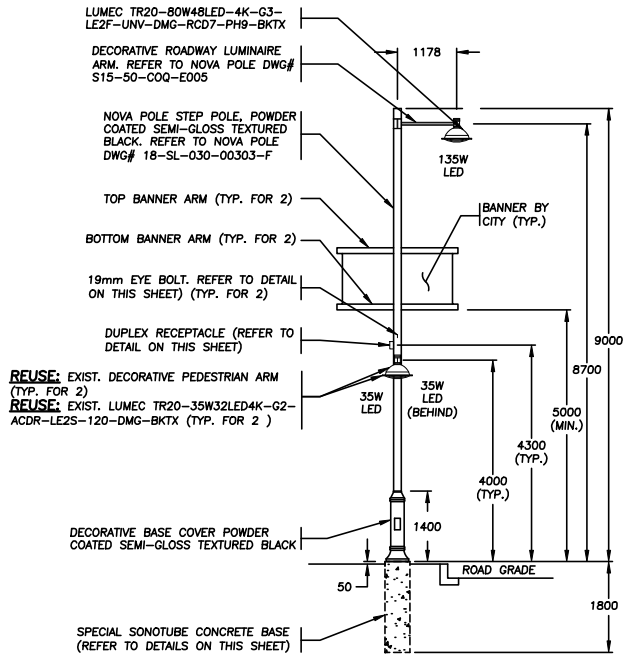 LUMEC TR20-80W48LED-4K-G3-
LE2F-UNV-DMG-RCD7-PH9-BKTX
DECORATIVE ROADWAY LUMINAIRE
ARM. REFER TO NOVA POLE DWG#
S15-50-COQ-E005
1178
NOVA POLE STEP POLE, POWDER
COATED SEMI-GLOSS TEXTURED
BLACK. REFER TO NOVA POLE
DWG# 18-SL-030-00303-F
135W
LED
TOP BANNER ARM (TYP. FOR 2)
BANNER BY
CITY (TYP.)
BOTTOM BANNER ARM (TYP. FOR 2)
19mm EYE BOLT. REFER TO DETAIL
ON THIS SHEET) (TYP. FOR 2)
DUPLEX RECEPTACLE (REFER TO
DETAIL ON THIS SHEET)
REUSE: EXIST. DECORATIVE PEDESTRIAN ARM
(TYP. FOR 2)
REUSE: EXIST. LUMEC TR20-35W32LED4K-G2-
ACDR-LE2S-120-DMG-BKTX (TYP. FOR 2 )
35W
LED
35W
LED
(BEHIND)
9000
8700
5000
(MIN.)
4300
(TYP.)
4000
(TYP.)
1400
DECORATIVE BASE COVER POWDER
COATED SEMI-GLOSS TEXTURED BLACK
50
ROAD GRADE
1800
SPECIAL SONOTUBE CONCRETE BASE
(REFER TO DETAILS ON THIS SHEET)